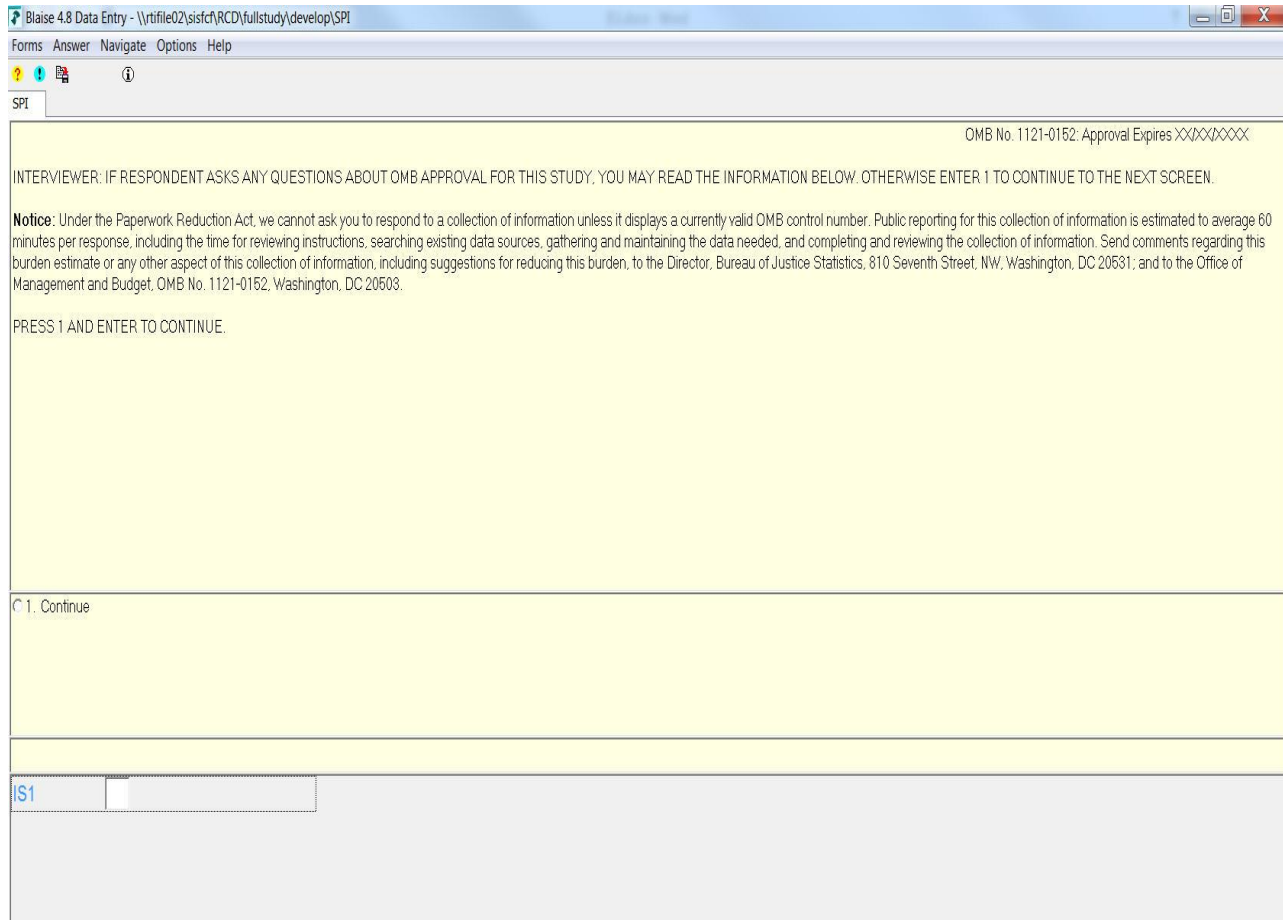 Blaise 4.8 Data Entry - \\rtifile02\sisfcf\RCD\fullstudy\develop\SPI
Forms Answer Navigate Options Help
SPI
OMB No. 1121-0152: Approval Expires XX/XX/XXXX
INTERVIEWER: IF RESPONDENT ASKS ANY QUESTIONS ABOUT OMB APPROVAL FOR THIS STUDY, YOU MAY READ THE INFORMATION BELOW. OTHERWISE ENTER 1 TO CONTINUE TO THE NEXT SCREEN.
Notice: Under the Paperwork Reduction Act, we cannot ask you to respond to a collection of information unless it displays a currently valid OMB control number. Public reporting for this collection of information is estimated to average 60
minutes per response, including the time for reviewing instructions, searching existing data sources, gathering and maintaining the data needed, and completing and reviewing the collection of information. Send comments regarding this
burden estimate or any other aspect of this collection of information, including suggestions for reducing this burden, to the Director, Bureau of Justice Statistics, 810 Seventh Street, NW, Washington, DC 20531; and to the Office of
Management and Budget, OMB No. 1121-0152, Washington, DC 20503.
PRESS 1 AND ENTER TO CONTINUE.
1. Continue
IS1